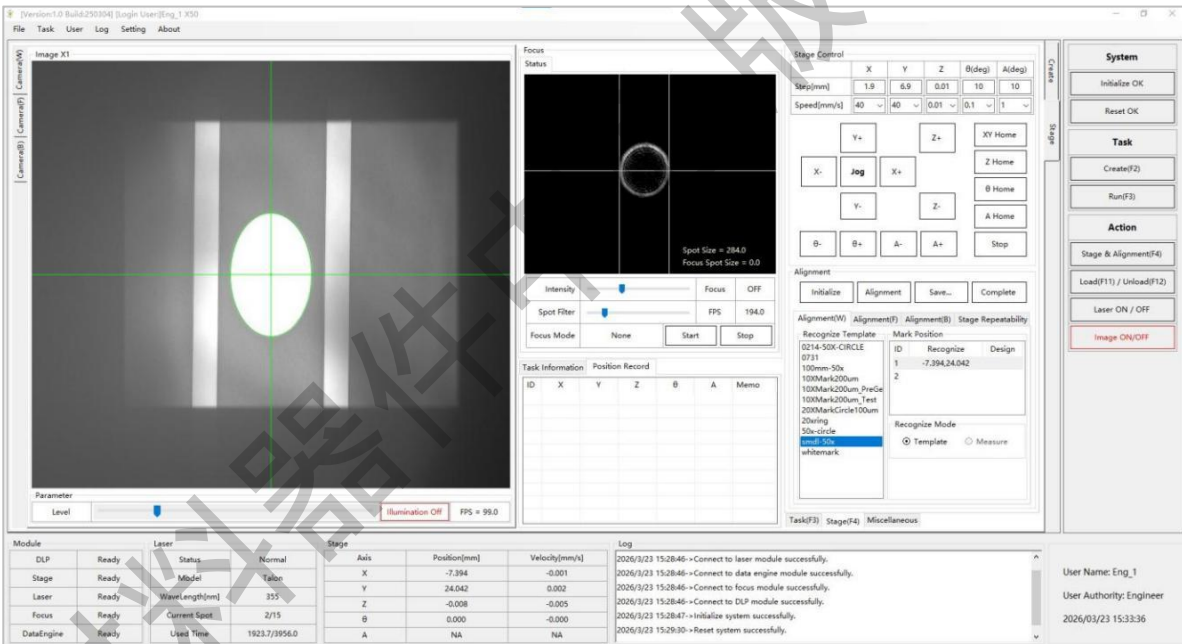 [Version:1.0 Build:250304] [Login User:]Eng_1 X50
File Task User Log Setting About
Camera(W)
Camera(F)
Camera(B)
Image X1
Parameter
Level
Illumination Off
FPS = 99.0
Focus
Status
Spot Size = 284.0
Focus Spot Size = 0.0
Intensity Focus OFF
Spot Filter FPS 194.0
Focus Mode None Start Stop
Task Information Position Record
ID X Y Z θ A Memo
Stage Control
X Y Z θ(deg) A(deg)
Step[mm] 1.9 6.9 0.01 10 10
Speed[mm/s] 40 40 0.01 0.1 1
Y+ Z+ XY Home
X- Jog X+ Z Home
θ Home
Y- Z- A Home
θ- θ+ A- A+ Stop
Alignment
Initialize Alignment Save... Complete
Alignment(W) Alignment(F) Alignment(B) Stage Repeatability
Recognize Template
0214-50X-CIRCLE
0731
100mm-50x
10XMark200um
10XMark200um_PreGe
10XMark200um_Test
20XMarkCircle100um
20xring
50x-circle
smdl-50x
whitemark
Mark Position
ID Recognize Design
1 -7.394,24.042
2
Recognize Mode
Template Measure
Task(F3) Stage(F4) Miscellaneous
Create
Stage
System
Initialize OK
Reset OK
Task
Create(F2)
Run(F3)
Action
Stage & Alignment(F4)
Load(F11) / Unload(F12)
Laser ON / OFF
Image ON/OFF
Module
DLP Ready
Stage Ready
Laser Ready
Focus Ready
DataEngine Ready
Laser
Status Normal
Model Talon
WaveLength[nm] 355
Current Spot 2/15
Used Time 1923.7/3956.0
Stage
Axis Position[mm] Velocity[mm/s]
X -7.394 -0.001
Y 24.042 0.002
Z -0.008 -0.005
θ 0.000 -0.000
A NA NA
Log
2026/3/23 15:28:46->Connect to laser module successfully.
2026/3/23 15:28:46->Connect to data engine module successfully.
2026/3/23 15:28:46->Connect to focus module successfully.
2026/3/23 15:28:46->Connect to DLP module successfully.
2026/3/23 15:28:47->Initialize system successfully.
2026/3/23 15:29:30->Reset system successfully.
User Name: Eng_1
User Authority: Engineer
2026/03/23 15:33:36